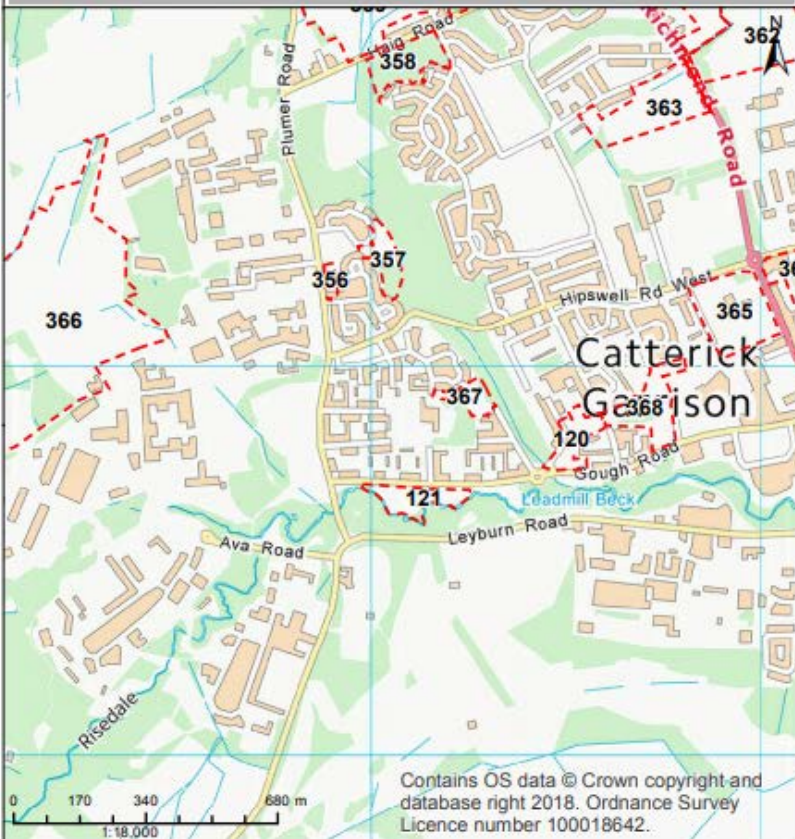 Haig Road
358
Plumer Road
Richmond Road
362
N
363
357
356
Hipswell Rd West
365
366
Catterick
Garrison
367
368
120
Gough Road
121
Leadmill Beck
Leyburn Road
Ava Road
Risedale
0 170 340 680 m
1:18,000
Contains OS data © Crown copyright and
database right 2018. Ordnance Survey
Licence number 100018642.